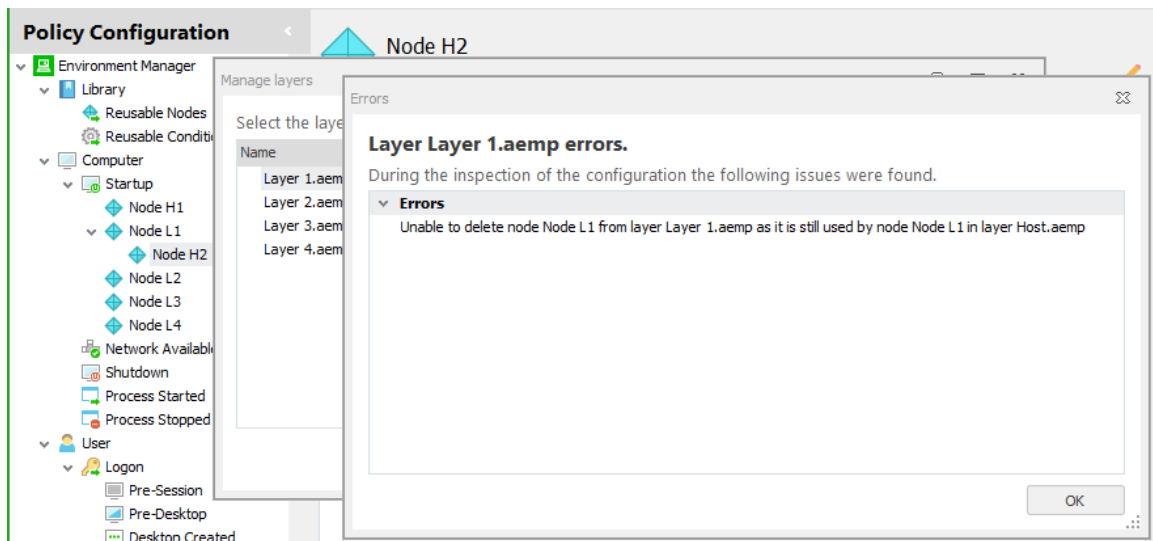 Policy Configuration
Node H2
Environment Manager
Library
Reusable Nodes
Reusable Conditi
Computer
Startup
Node H1
Node L1
Node H2
Node L2
Node L3
Node L4
Network Availabl
Shutdown
Process Started
Process Stopped
User
Logon
Pre-Session
Pre-Desktop
Desktop Created
Manage layers
Select the laye
Name
Layer 1.aem
Layer 2.aem
Layer 3.aem
Layer 4.aem
Errors
Layer Layer 1.aemp errors.
During the inspection of the configuration the following issues were found.
Errors
Unable to delete node Node L1 from layer Layer 1.aemp as it is still used by node Node L1 in layer Host.aemp
OK